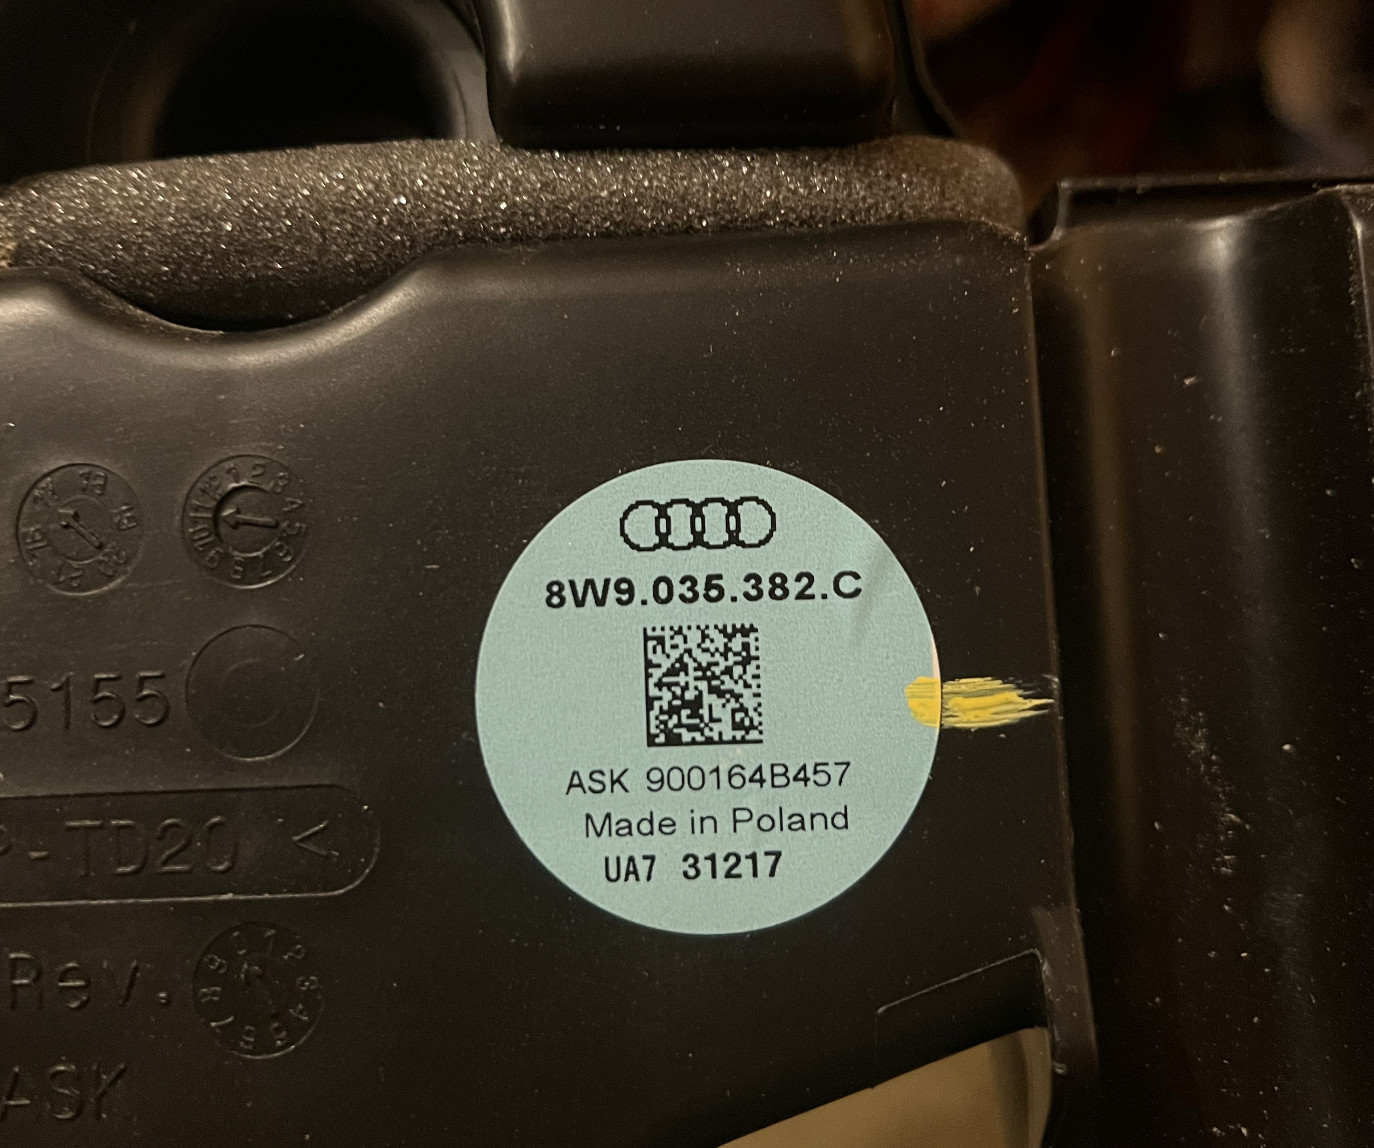 8W9.035.382.C
ASK 900164B457
Made in Poland
UA7 31217
5155
P-TD20 <
Rev.
ASK